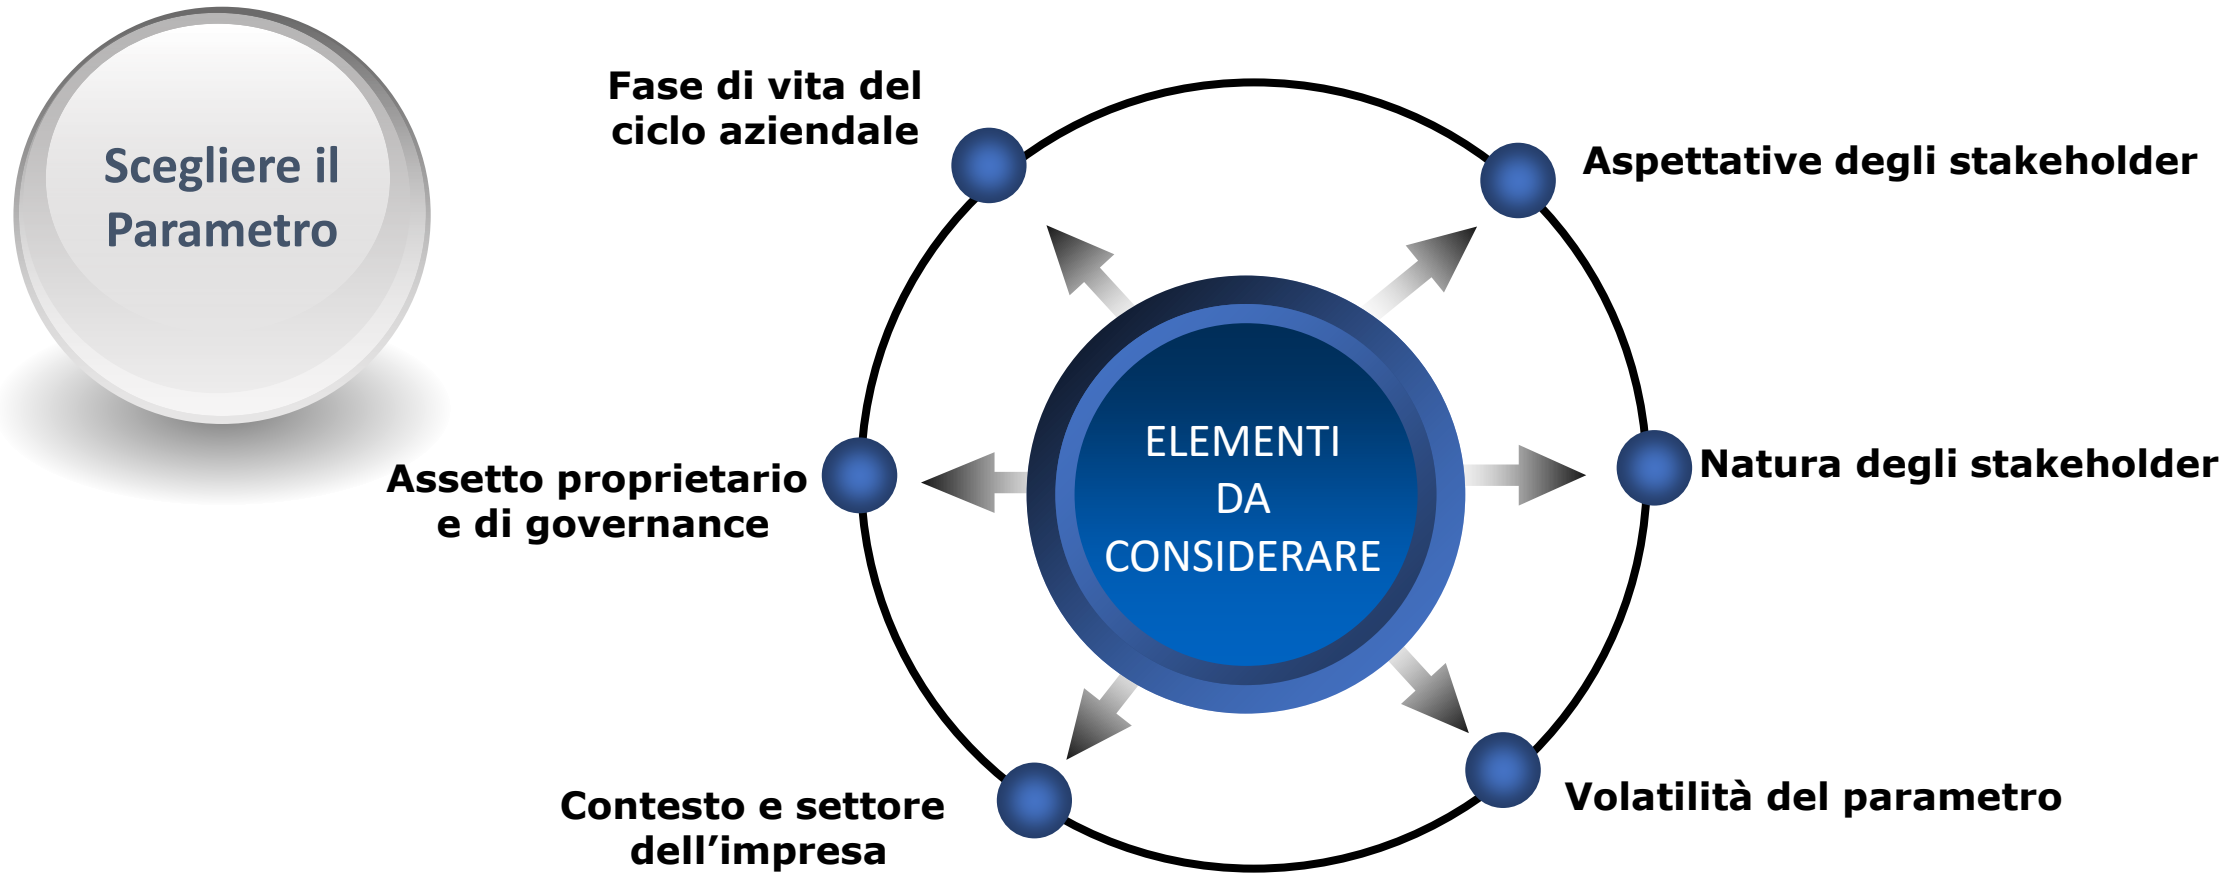 Scegliere il
Parametro
Fase di vita del
ciclo aziendale
Aspettative degli stakeholder
Assetto proprietario
e di governance
ELEMENTI
DA
CONSIDERARE
Natura degli stakeholder
Contesto e settore
dell’impresa
Volatilità del parametro